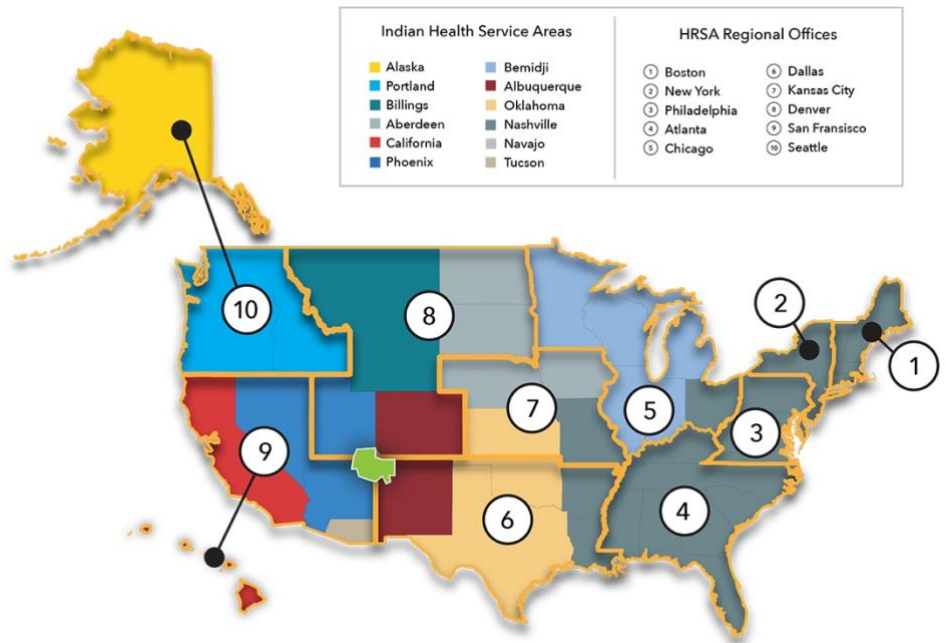 Indian Health Service Areas
Alaska
Portland
Billings
Aberdeen
California
Phoenix
Bemidji
Albuquerque
Oklahoma
Nashville
Navajo
Tucson
HRSA Regional Offices
1 Boston
2 New York
3 Philadelphia
4 Atlanta
5 Chicago
6 Dallas
7 Kansas City
8 Denver
9 San Fransisco
10 Seattle
10
8
2
1
7
5
3
9
6
4